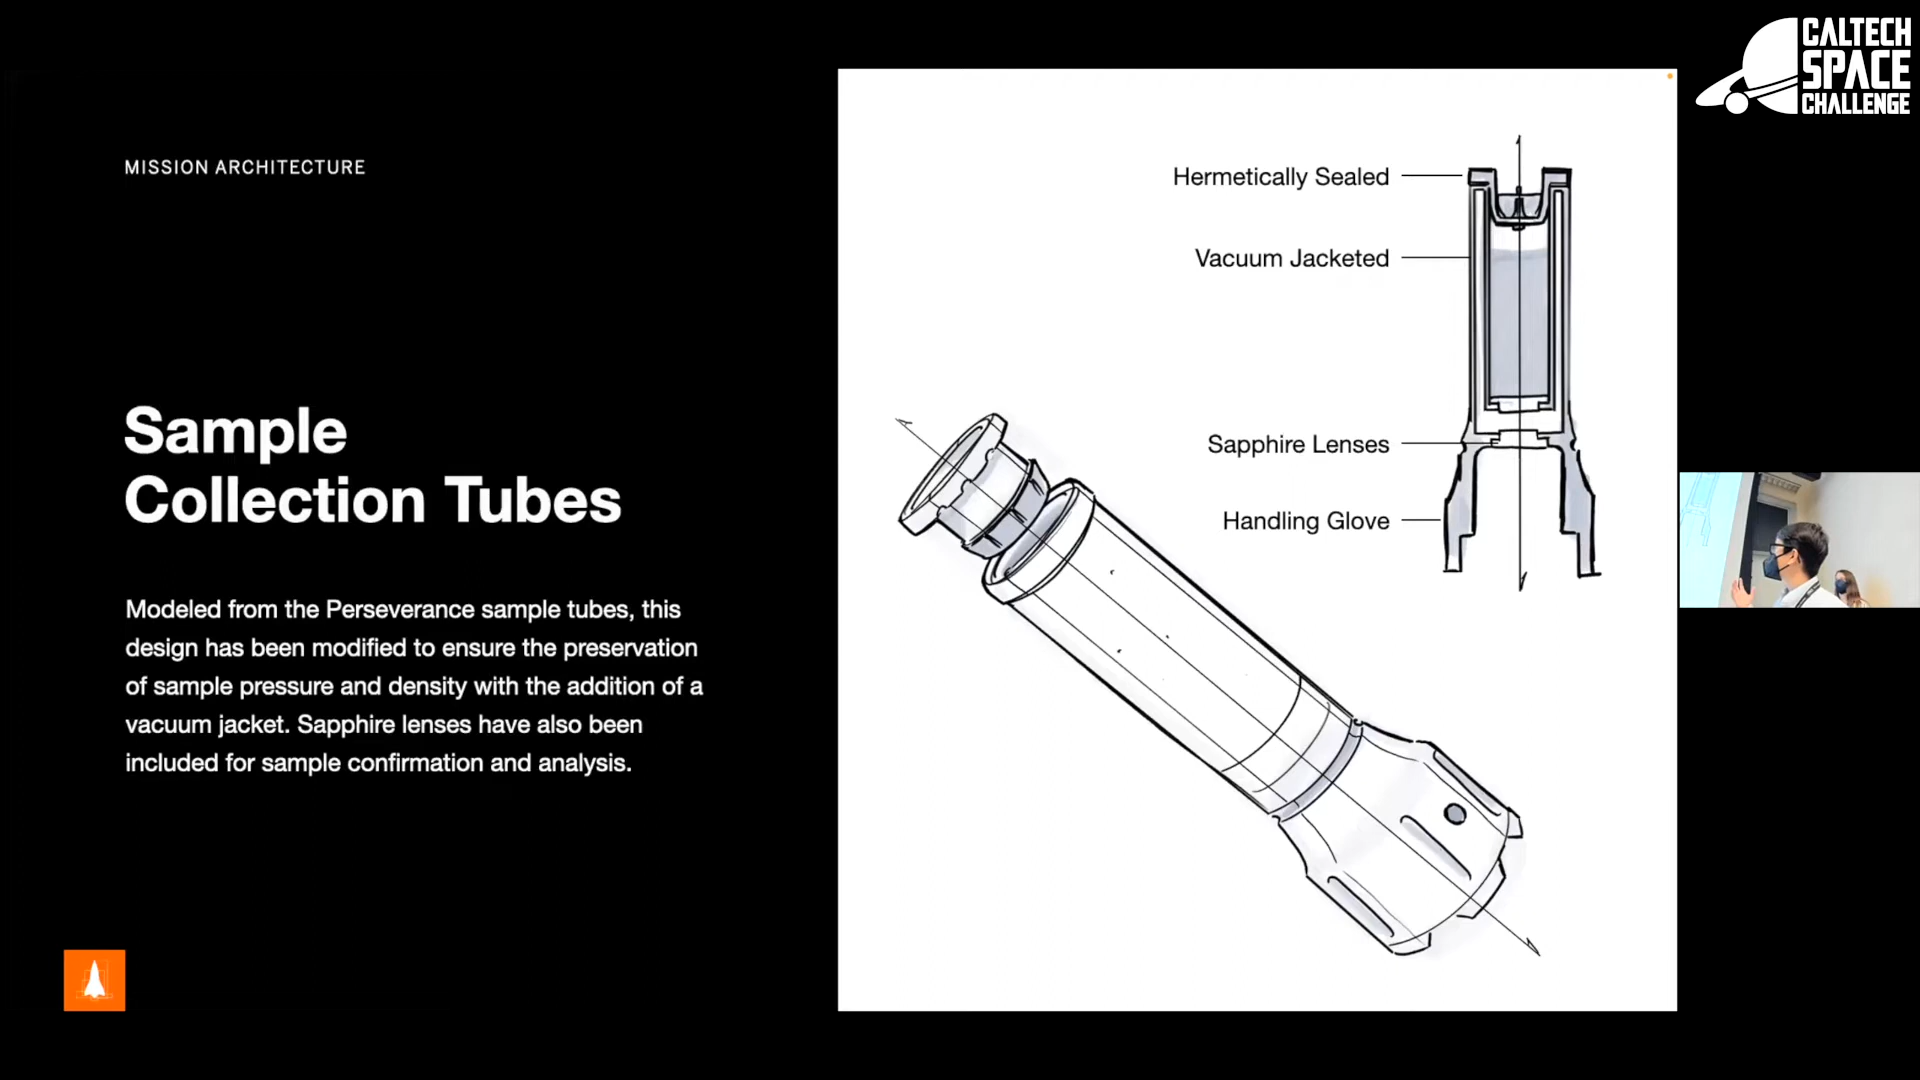 CALTECH
SPACE
CHALLENGE
MISSION ARCHITECTURE
Sample
Collection Tubes
Modeled from the Perseverance sample tubes, this
design has been modified to ensure the preservation
of sample pressure and density with the addition of a
vacuum jacket. Sapphire lenses have also been
included for sample confirmation and analysis.
Hermetically Sealed
Vacuum Jacketed
Sapphire Lenses
Handling Glove